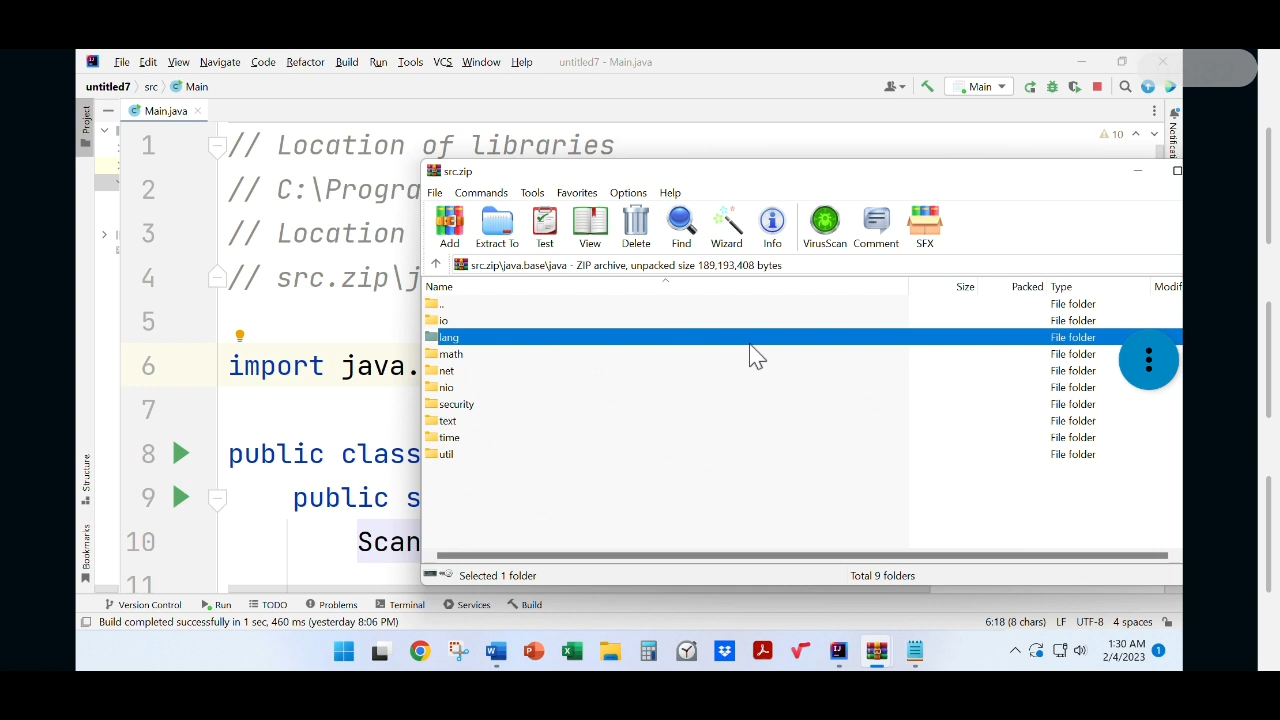 File Edit View Navigate Code Refactor Build Run Tools VCS Window Help untitled7 - Main.java
untitled7 src Main Main
Project Main.java
1 // Location of libraries
2 // C:\Progra
3 // Location
4 // src.zip\j
5
6 import java.
7
8 public class
9 public s
10 Scan
11
10
src.zip
File Commands Tools Favorites Options Help
Add Extract To Test View Delete Find Wizard Info VirusScan Comment SFX
src.zip\java.base\java - ZIP archive, unpacked size 189,193,408 bytes
Name Size Packed Type Modif
.. File folder
io File folder
lang File folder
math File folder
net File folder
nio File folder
security File folder
text File folder
time File folder
util File folder
Selected 1 folder Total 9 folders
Structure
Bookmarks
Version Control Run TODO Problems Terminal Services Build
Build completed successfully in 1 sec, 460 ms (yesterday 8:06 PM) 6:18 (8 chars) LF UTF-8 4 spaces
1:30 AM
2/4/2023 1